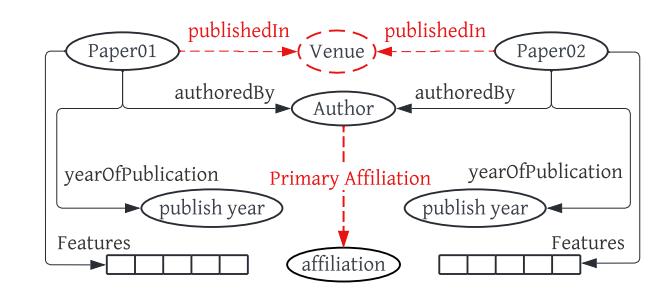 publishedIn publishedIn
Paper01 Venue Paper02
authoredBy Author authoredBy
yearOfPublication Primary Affiliation yearOfPublication
publish year publish year
Features Features
affiliation